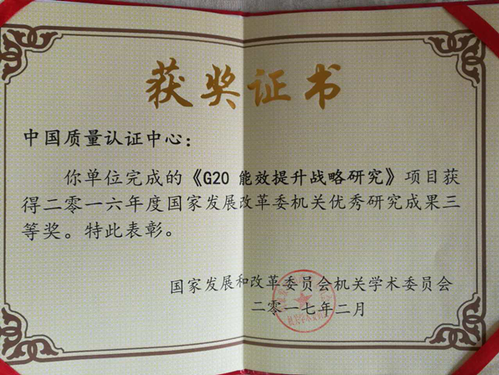 获奖证书
中国质量认证中心：
你单位完成的《G20 能效提升战略研究》项目获
得二零一六年度国家发展改革委机关优秀研究成果三
等奖。特此表彰。
国家发展和改革委员会机关学术委员会
二〇一七年二月